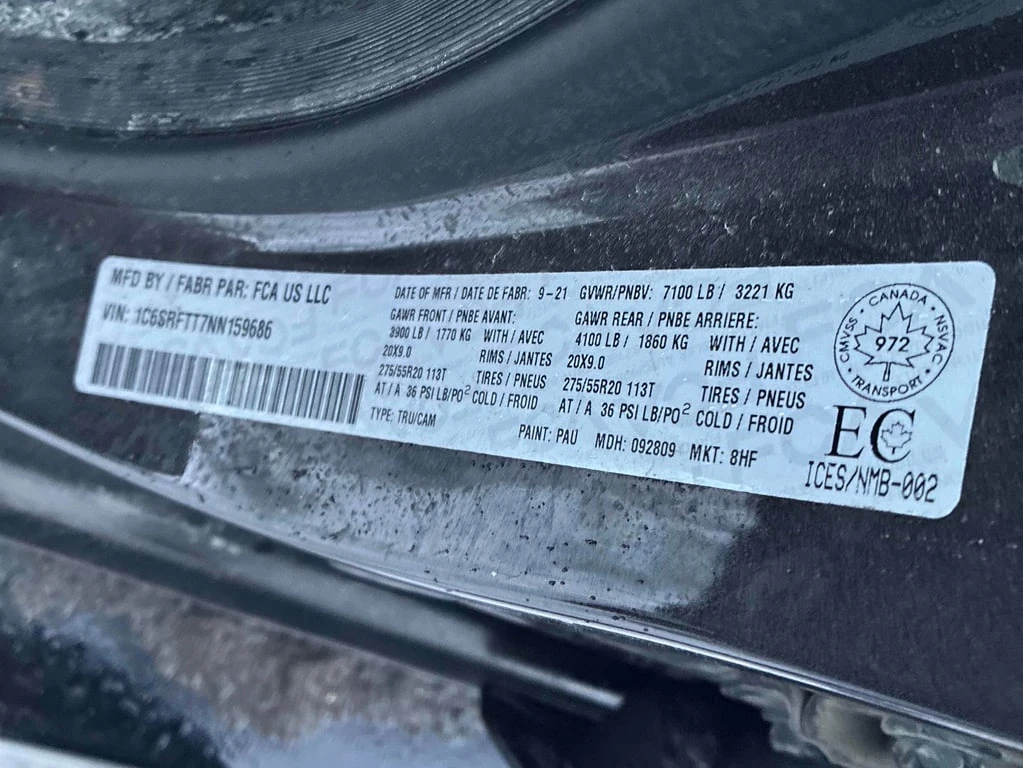 MFD BY / FABR PAR: FCA US LLC
DATE OF MFR / DATE DE FABR: 9-21 GVWR/PNBV: 7100 LB / 3221 KG
VIN: 1C6SRFTT7NN159686
GAWR FRONT / PNBE AVANT: GAWR REAR / PNBE ARRIERE:
3900 LB / 1770 KG WITH / AVEC 4100 LB / 1860 KG WITH / AVEC
20X9.0 RIMS / JANTES 20X9.0 RIMS / JANTES
275/55R20 113T TIRES / PNEUS 275/55R20 113T TIRES / PNEUS
AT / A 36 PSI LB/PO² COLD / FROID AT / A 36 PSI LB/PO² COLD / FROID
TYPE: TRU/CAM PAINT: PAU MDH: 092809 MKT: 8HF
CANADA
CMVSS 972 NSVAC
TRANSPORT
EC
ICES/NMB-002